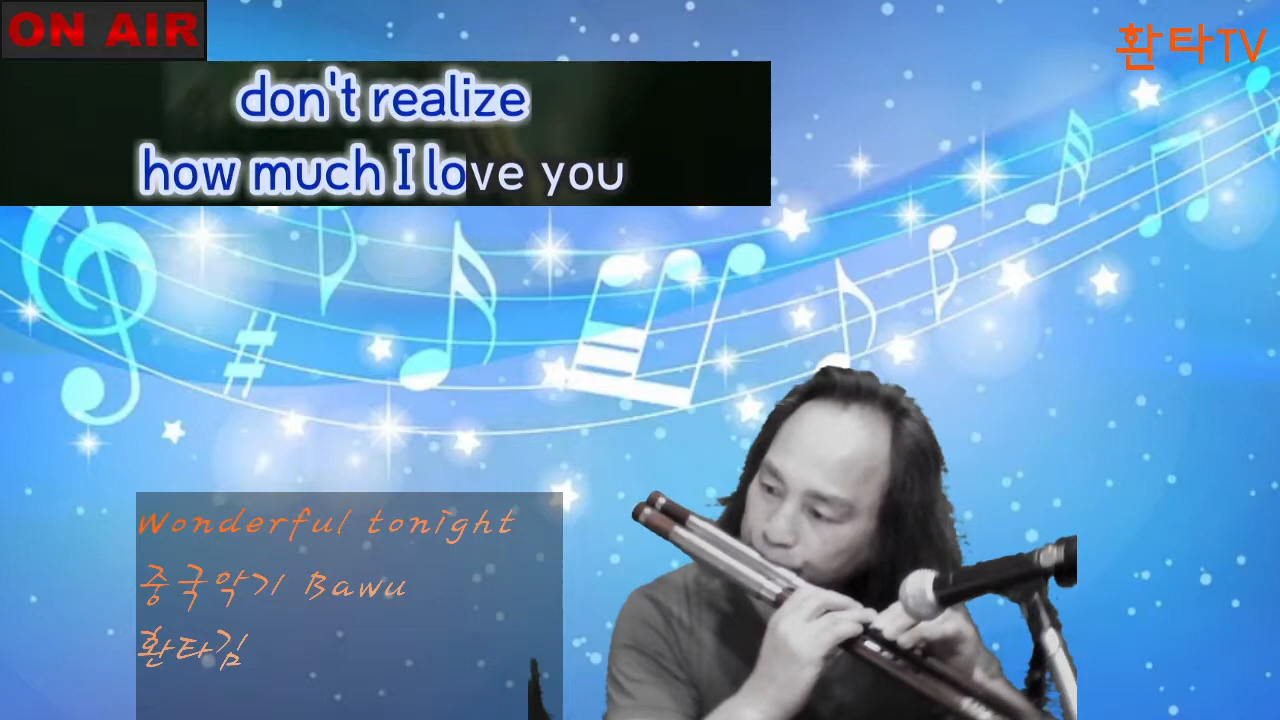 ON AIR
환타TV
don't realize
how much I love you
Wonderful tonight
중국악기 Bawu
환타김